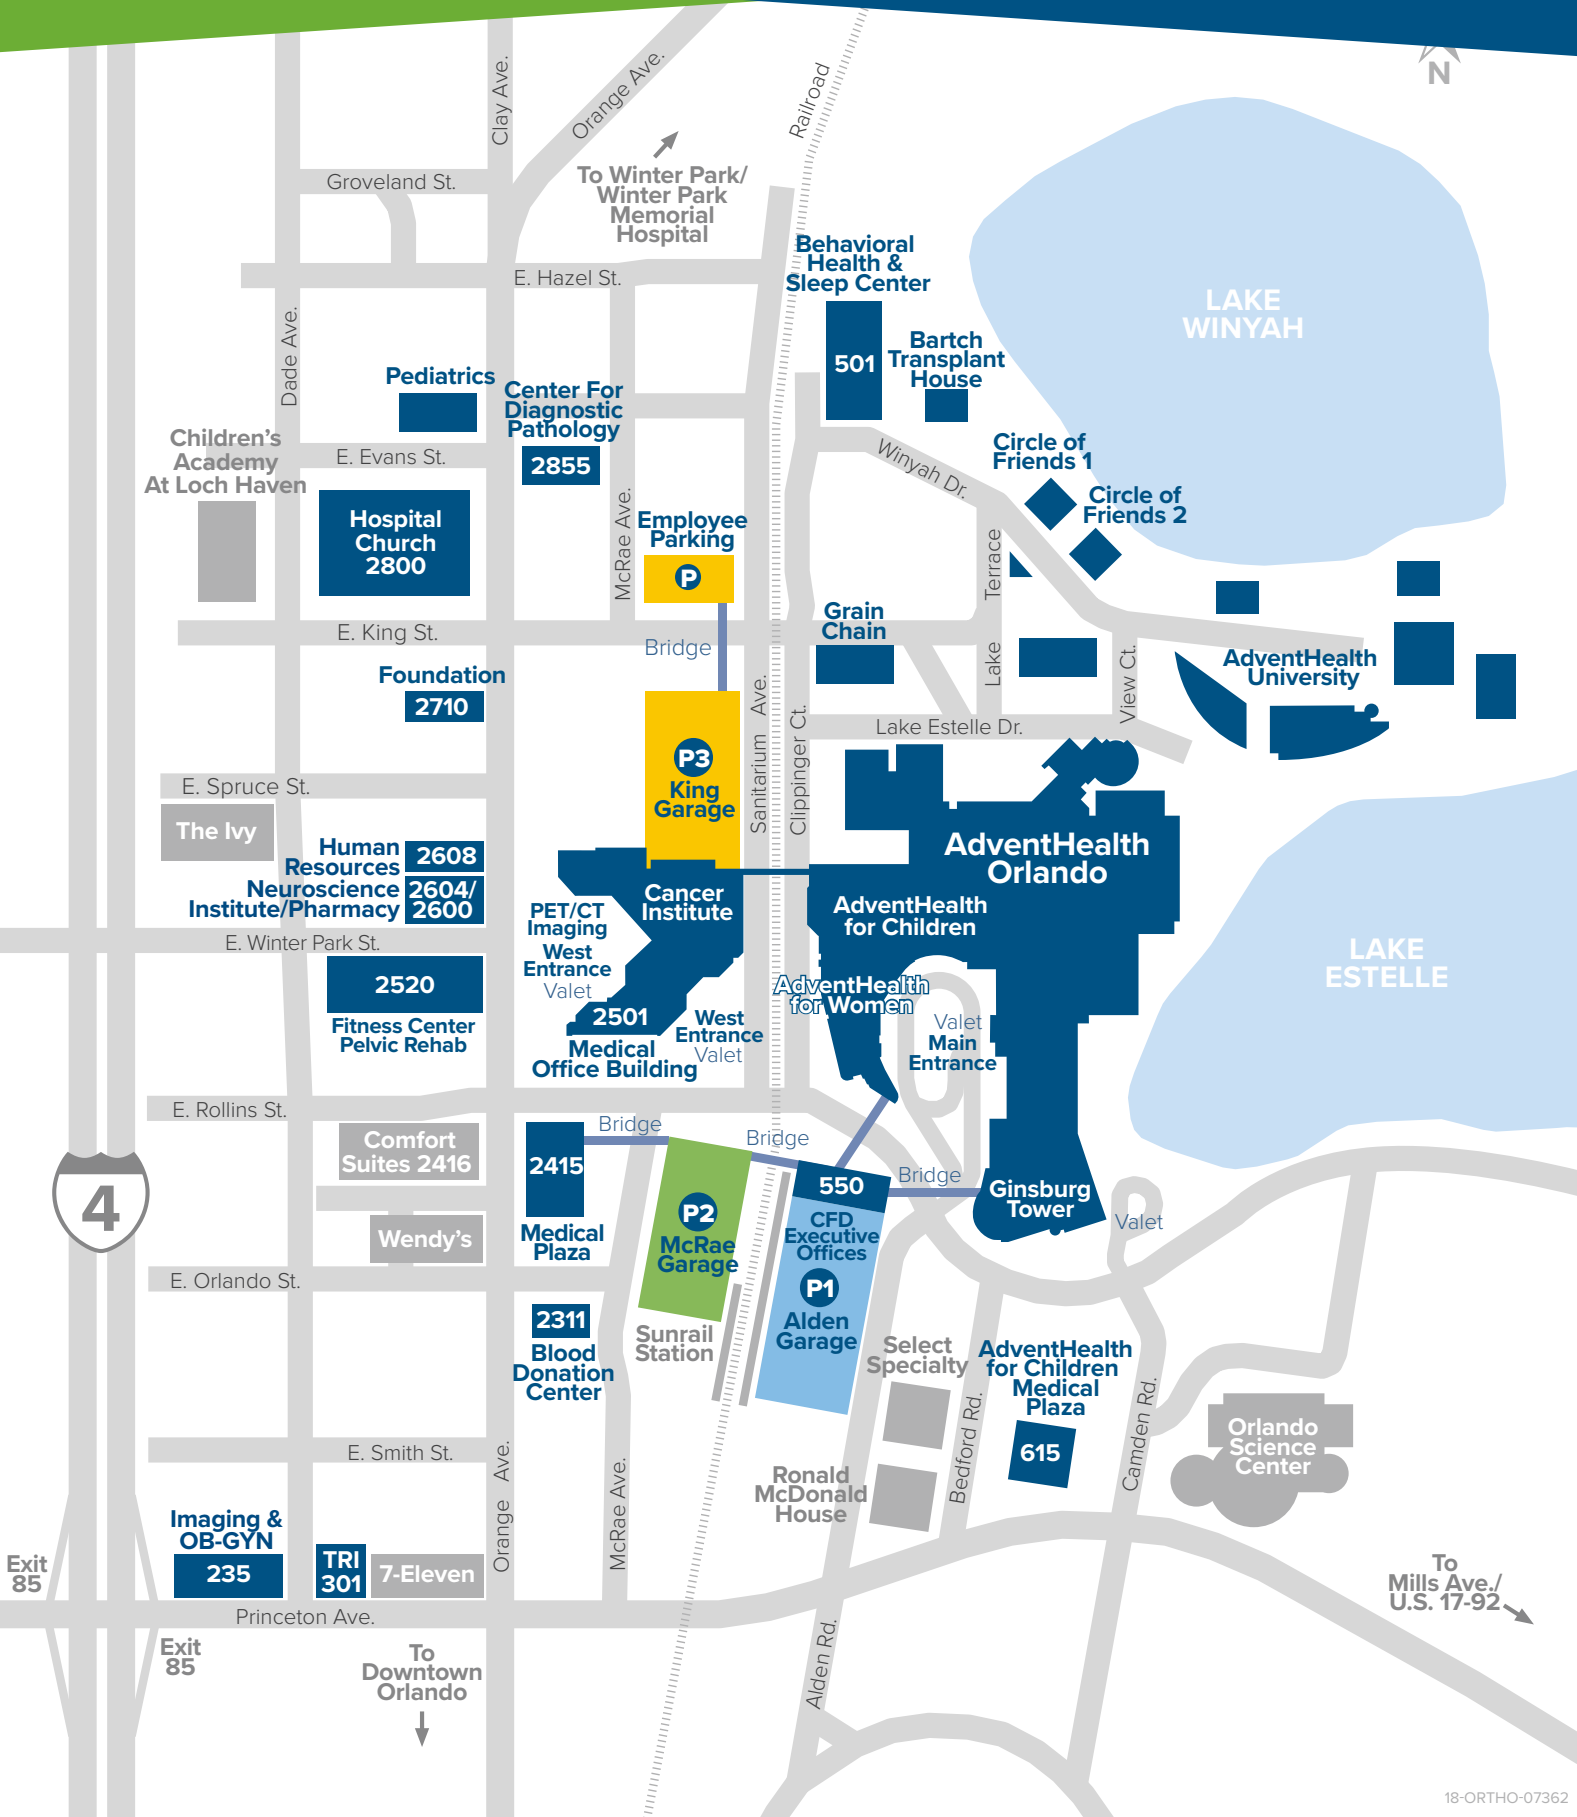 N
Clay Ave.
Orange Ave.
Railroad
Groveland St.
To Winter Park/
Winter Park
Memorial
Hospital
E. Hazel St.
Behavioral
Health &
Sleep Center
501
Bartch
Transplant
House
LAKE
WINYAH
Dade Ave.
Pediatrics
Center For
Diagnostic
Pathology
2855
Children's
Academy
At Loch Haven
E. Evans St.
Hospital
Church
2800
McRae Ave.
Employee
Parking
P
Winyah Dr.
Circle of
Friends 1
Circle of
Friends 2
Lake Terrace
E. King St.
Bridge
Grain
Chain
View Ct.
AdventHealth
University
Foundation
2710
Sanitarium Ave.
Clippinger Ct.
Lake Estelle Dr.
P3
King
Garage
E. Spruce St.
The Ivy
Human
Resources
2608
Neuroscience
Institute/Pharmacy
2604/
2600
AdventHealth
Orlando
Cancer
Institute
PET/CT
Imaging
West
Entrance
Valet
AdventHealth
for Children
E. Winter Park St.
2520
Fitness Center
Pelvic Rehab
2501
Medical
Office Building
West
Entrance
Valet
AdventHealth
for Women
Valet
Main
Entrance
LAKE
ESTELLE
E. Rollins St.
Comfort
Suites 2416
Bridge
Bridge
2415
Medical
Plaza
550
CFD
Executive
Offices
Bridge
Ginsburg
Tower
Valet
4
P2
McRae
Garage
Wendy's
E. Orlando St.
P1
Alden
Garage
2311
Blood
Donation
Center
Sunrail
Station
Select
Specialty
AdventHealth
for Children
Medical
Plaza
615
Bedford Rd.
Camden Rd.
Orlando
Science
Center
E. Smith St.
Orange Ave.
McRae Ave.
Ronald
McDonald
House
Imaging &
OB-GYN
235
TRI
301
7-Eleven
Exit
85
Princeton Ave.
Exit
85
To
Downtown
Orlando
Alden Rd.
To
Mills Ave./
U.S. 17-92
18-ORTHO-07362